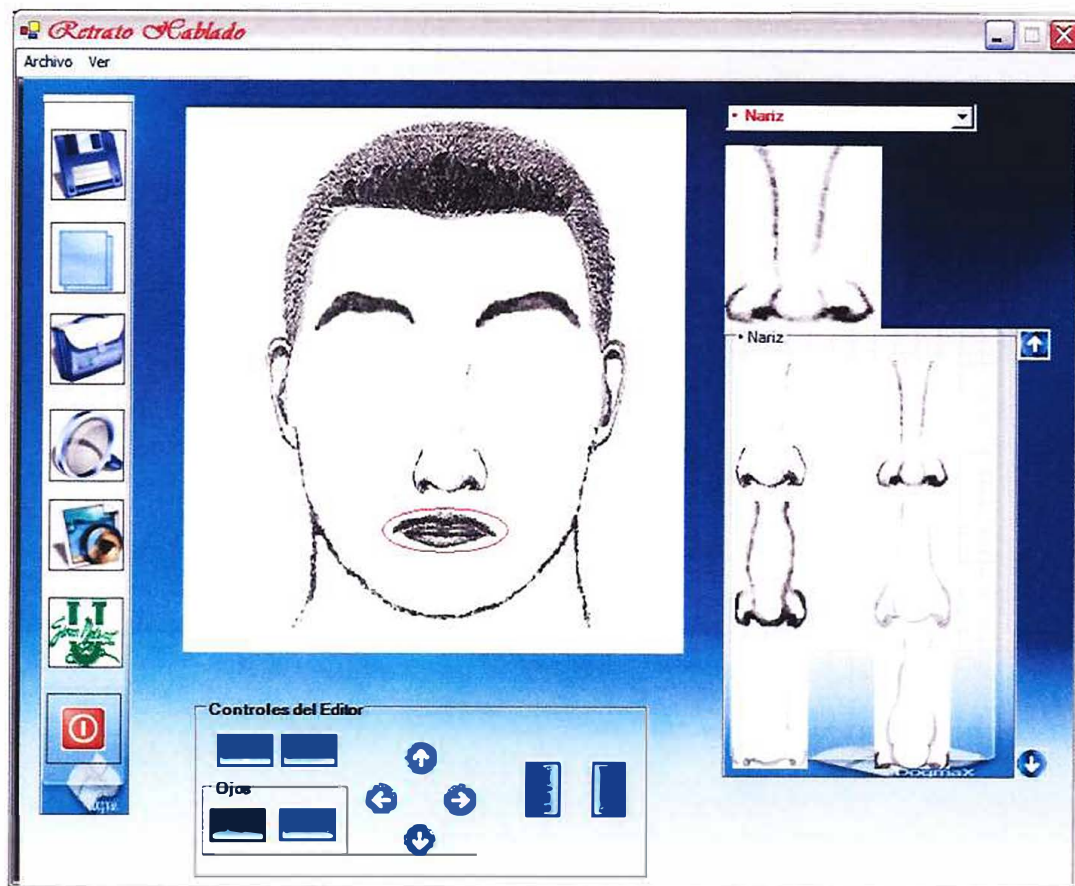 Retrato Hablado
Archivo Ver
• Nariz
• Nariz
Controles del Editor
Ojos